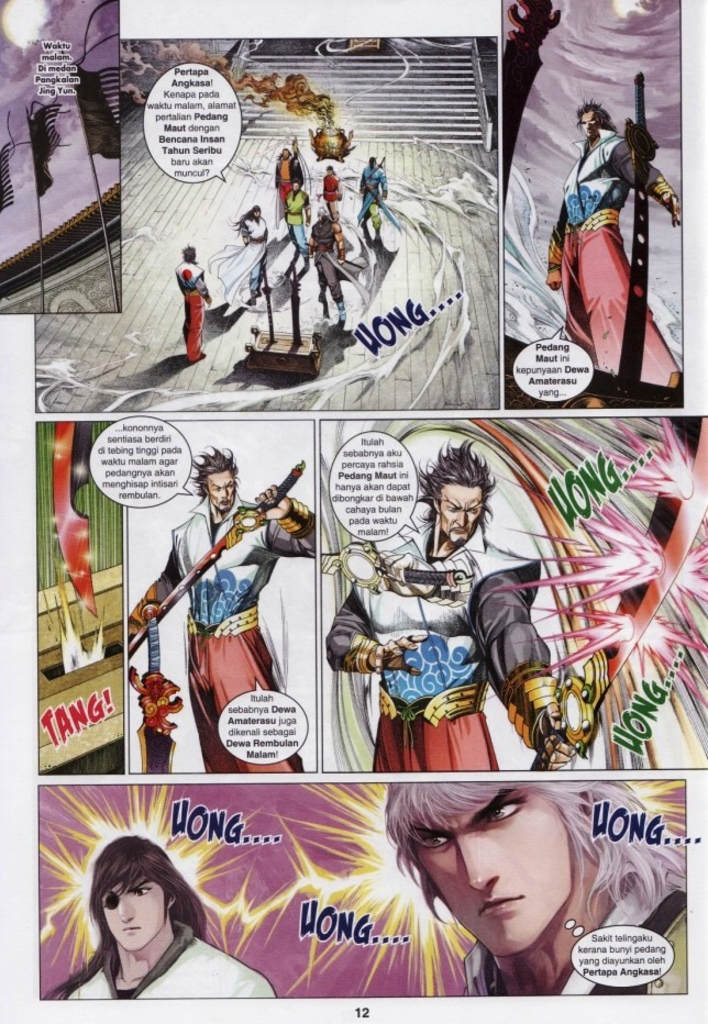 Waktu
malam.
Di medan
Pangkalan
Jing Yun.
Pertapa
Angkasa!
Kenapa pada
waktu malam, alamat
pertalian Pedang
Maut dengan
Bencana Insan
Tahun Seribu
baru akan
muncul?
UONG....
Pedang
Maut ini
kepunyaan Dewa
Amaterasu
yang...
...kononnya
sentiasa berdiri
di tebing tinggi pada
waktu malam agar
pedangnya akan
menghisap intisari
rembulan.
TANG!
Itulah
sebabnya Dewa
Amaterasu juga
dikenali sebagai
Dewa Rembulan
Malam!
Itulah
sebabnya aku
percaya rahsia
Pedang Maut ini
hanya akan dapat
dibongkar di bawah
cahaya bulan
pada waktu
malam!
UONG....
UONG....
UONG....
UONG....
UONG....
Sakit telingaku
kerana bunyi pedang
yang diayunkan oleh
Pertapa Angkasa!
12